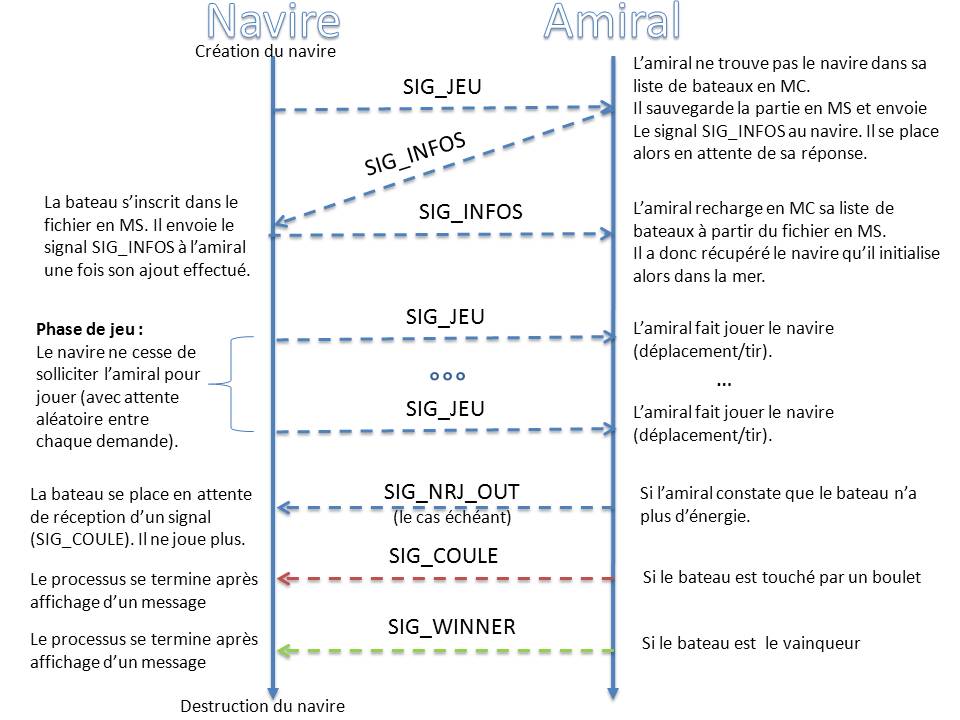 Navire
Amiral
Création du navire
L'amiral ne trouve pas le navire dans sa
liste de bateaux en MC.
Il sauvegarde la partie en MS et envoie
Le signal SIG_INFOS au navire. Il se place
alors en attente de sa réponse.
SIG_JEU
SIG_INFOS
La bateau s'inscrit dans le
fichier en MS. Il envoie le
signal SIG_INFOS à l'amiral
une fois son ajout effectué.
SIG_INFOS
L'amiral recharge en MC sa liste de
bateaux à partir du fichier en MS.
Il a donc récupéré le navire qu'il initialise
alors dans la mer.
Phase de jeu :
Le navire ne cesse de
solliciter l'amiral pour
jouer (avec attente
aléatoire entre
chaque demande).
SIG_JEU
L'amiral fait jouer le navire
(déplacement/tir).
...
SIG_JEU
L'amiral fait jouer le navire
(déplacement/tir).
La bateau se place en attente
de réception d'un signal
(SIG_COULE). Il ne joue plus.
SIG_NRJ_OUT
(le cas échéant)
Si l'amiral constate que le bateau n'a
plus d'énergie.
Le processus se termine après
affichage d'un message
SIG_COULE
Si le bateau est touché par un boulet
Le processus se termine après
affichage d'un message
SIG_WINNER
Si le bateau est le vainqueur
Destruction du navire